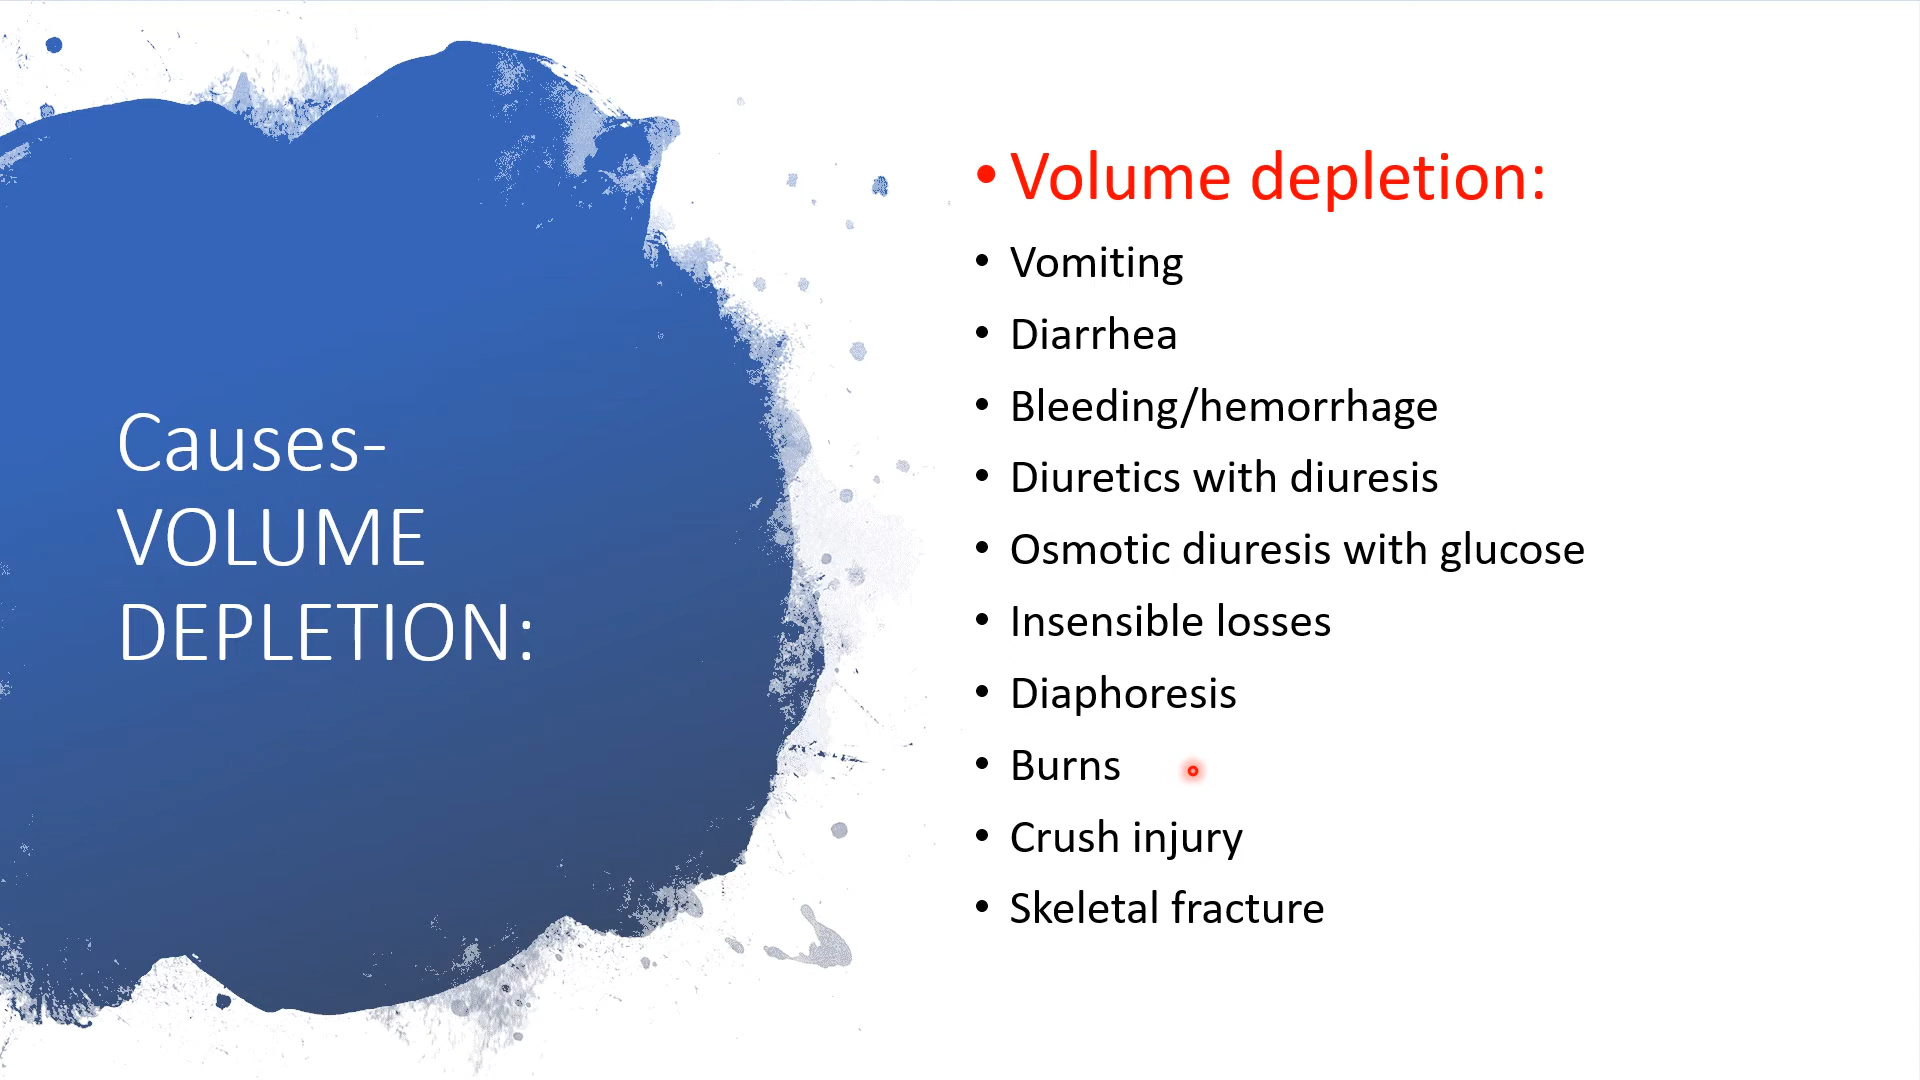 Causes-
VOLUME
DEPLETION:
• Volume depletion:
• Vomiting
• Diarrhea
• Bleeding/hemorrhage
• Diuretics with diuresis
• Osmotic diuresis with glucose
• Insensible losses
• Diaphoresis
• Burns
• Crush injury
• Skeletal fracture